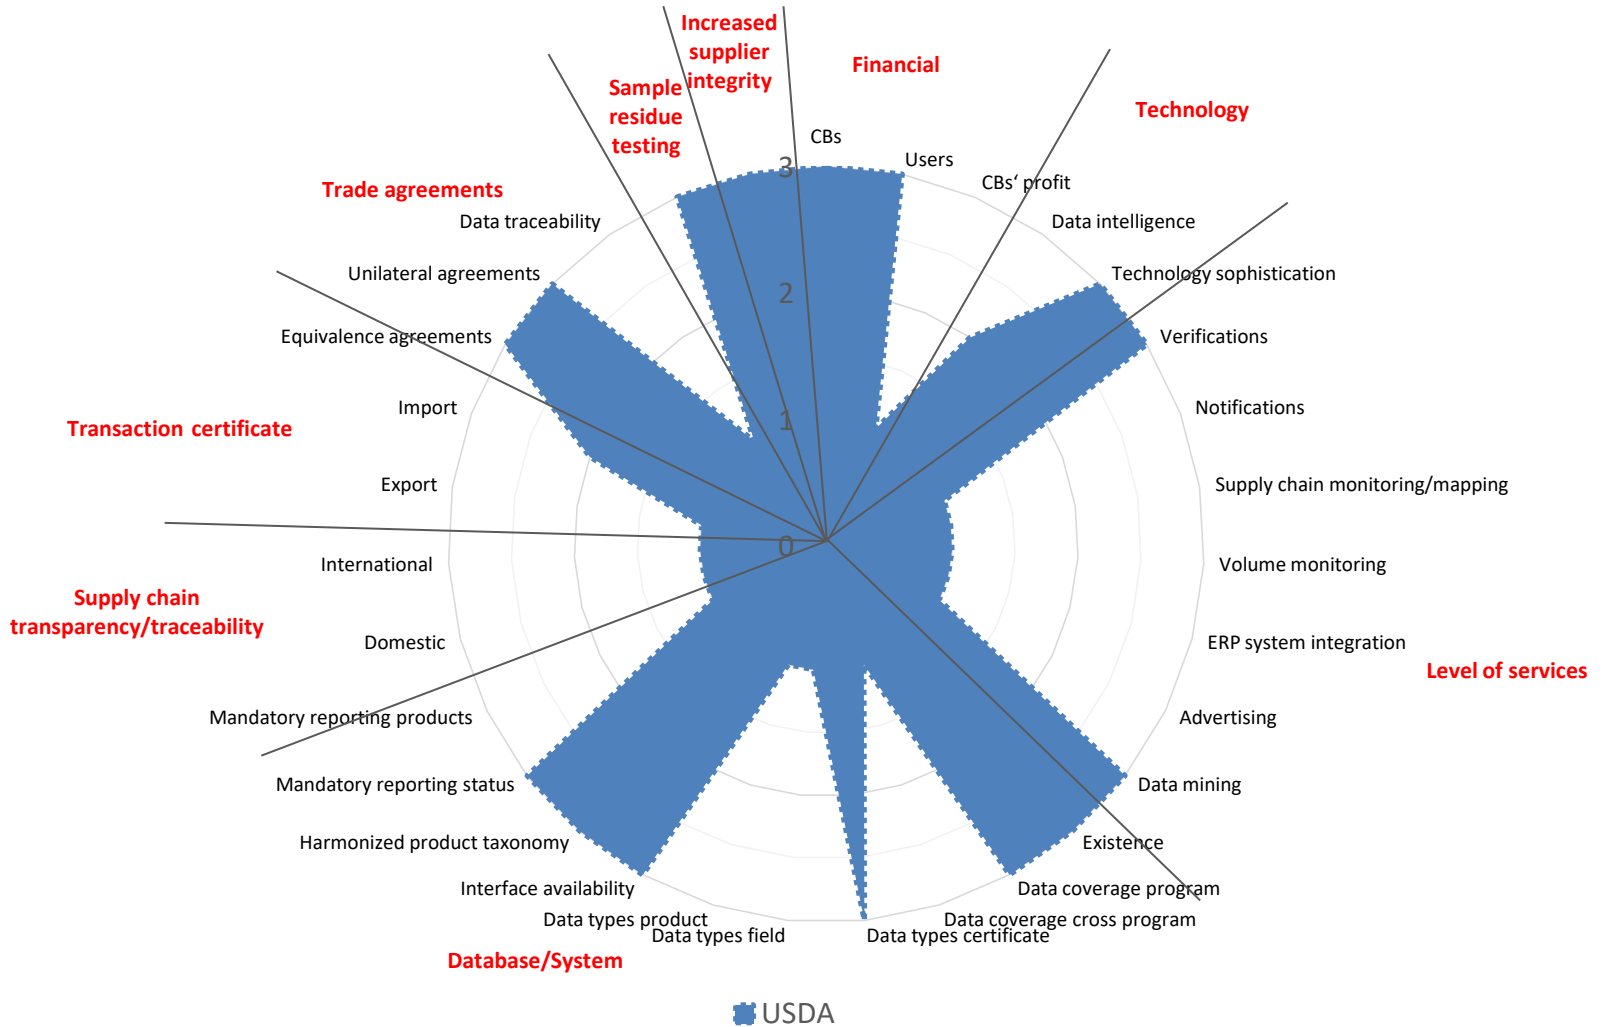 Increased
supplier
integrity
Financial
Sample
residue
testing
Technology
CBs
Users
CBs‘ profit
Trade agreements
Data traceability
Data intelligence
Unilateral agreements
Technology sophistication
Equivalence agreements
Verifications
Import
Notifications
Transaction certificate
Export
Supply chain monitoring/mapping
International
Volume monitoring
Supply chain
transparency/traceability
Domestic
ERP system integration
Level of services
Mandatory reporting products
Advertising
Mandatory reporting status
Data mining
Harmonized product taxonomy
Existence
Interface availability
Data coverage program
Data types product
Data coverage cross program
Data types field
Data types certificate
Database/System
3
2
1
0
USDA